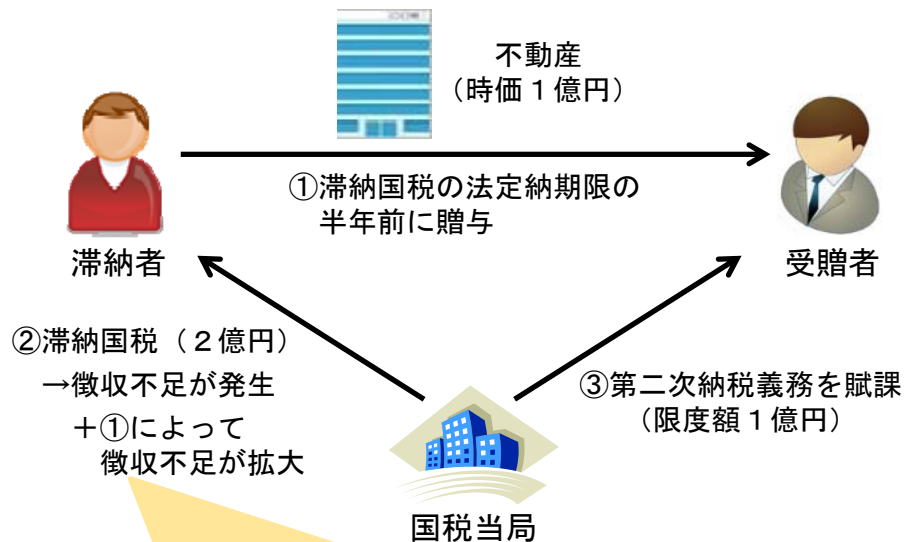 不動産
（時価１億円）
①滞納国税の法定納期限の
半年前に贈与
滞納者
受贈者
②滞納国税（２億円）
→徴収不足が発生
＋①によって
徴収不足が拡大
③第二次納税義務を賦課
（限度額１億円）
国税当局